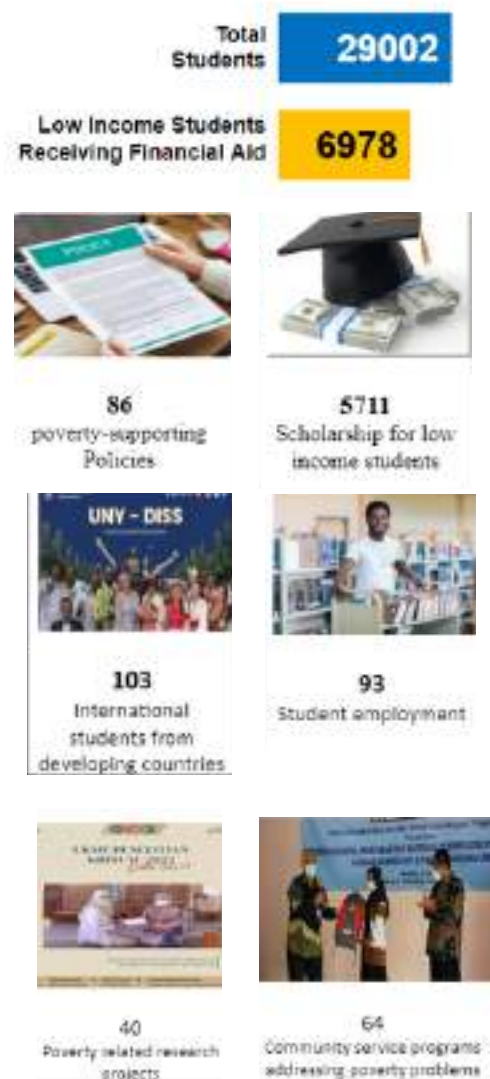 Total
Students
29002
Low Income Students
Receiving Financial Aid
6978
POLICY
86
poverty-supporting
Policies
5711
Scholarship for low
income students
UNY - DISS
103
International
students from
developing countries
93
Student employment
40
Poverty related research
projects
64
Community service programs
addressing poverty problems